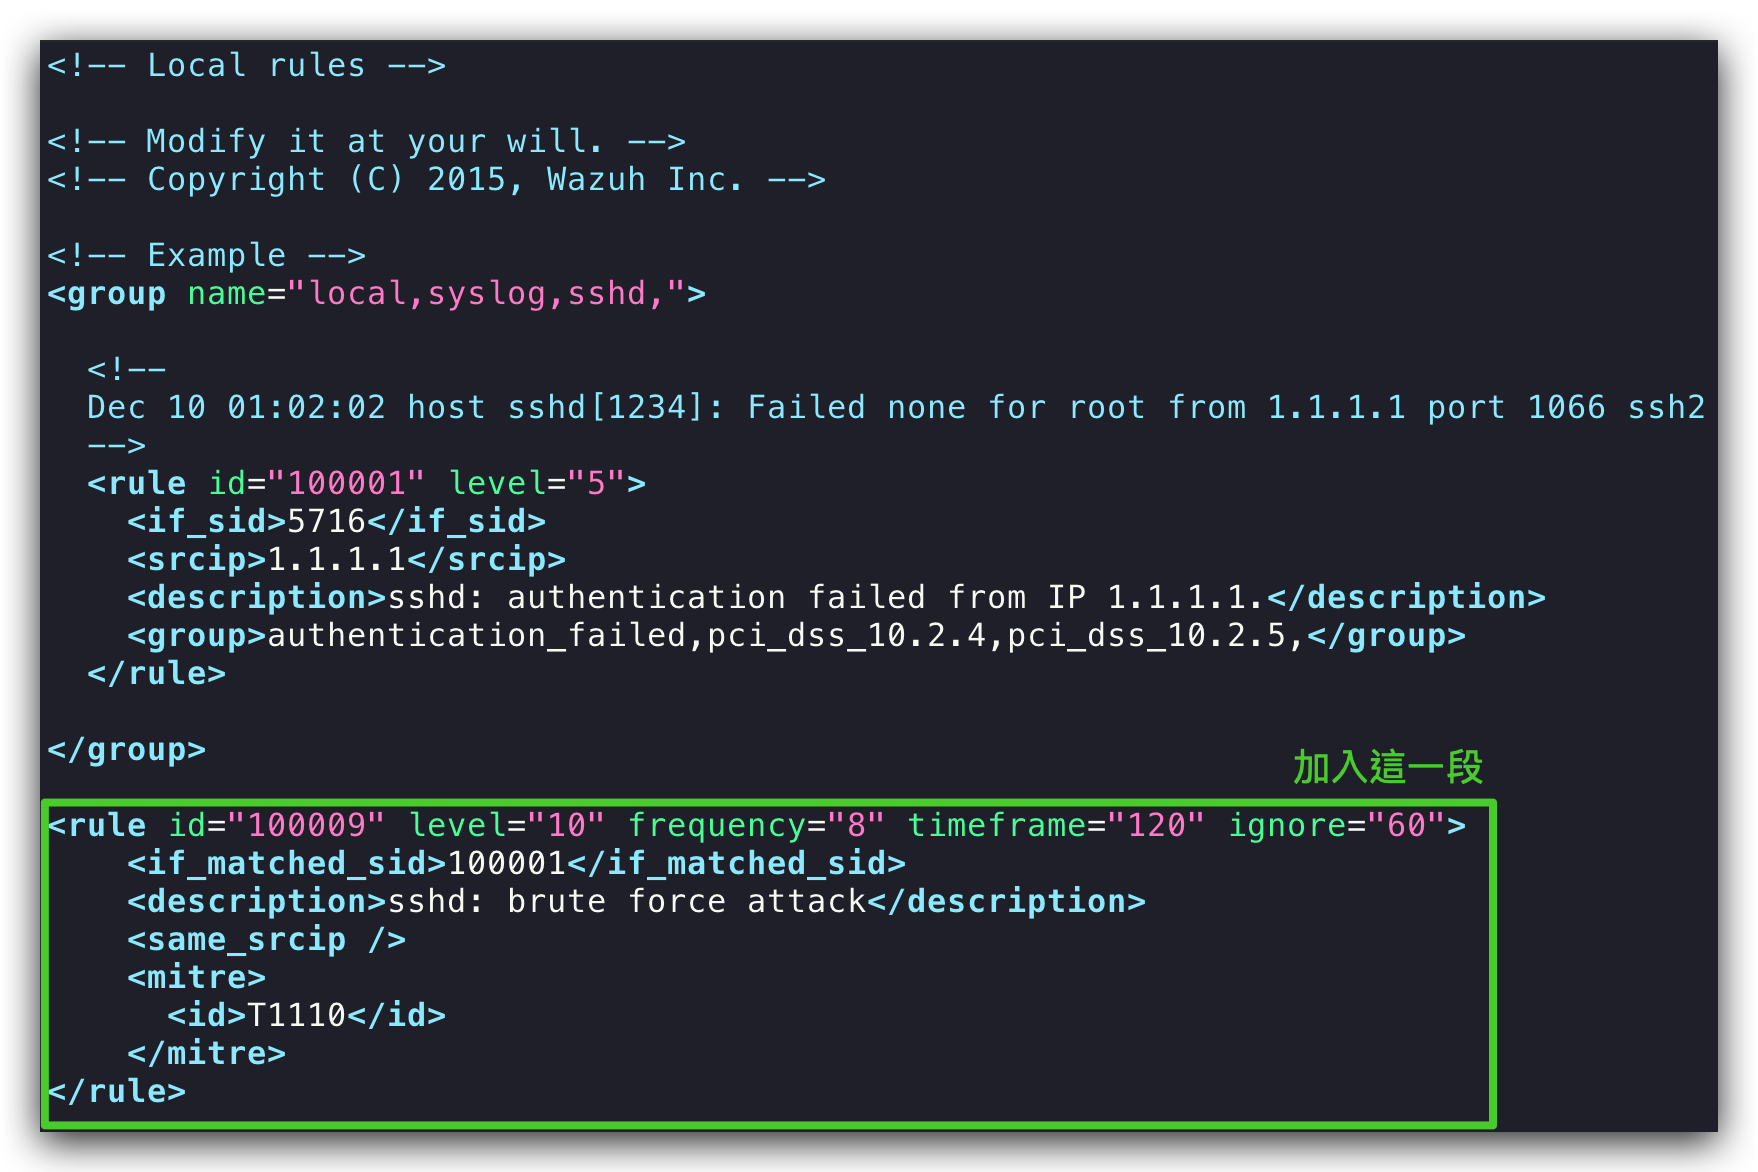 <!-- Local rules -->
<!-- Modify it at your will. -->
<!-- Copyright (C) 2015, Wazuh Inc. -->
<!-- Example -->
<group name="local,syslog,sshd,">
<!--
Dec 10 01:02:02 host sshd[1234]: Failed none for root from 1.1.1.1 port 1066 ssh2
-->
<rule id="100001" level="5">
<if_sid>5716</if_sid>
<srcip>1.1.1.1</srcip>
<description>sshd: authentication failed from IP 1.1.1.1.</description>
<group>authentication_failed,pci_dss_10.2.4,pci_dss_10.2.5,</group>
</rule>
</group>
加入這一段
<rule id="100009" level="10" frequency="8" timeframe="120" ignore="60">
<if_matched_sid>100001</if_matched_sid>
<description>sshd: brute force attack</description>
<same_srcip />
<mitre>
<id>T1110</id>
</mitre>
</rule>